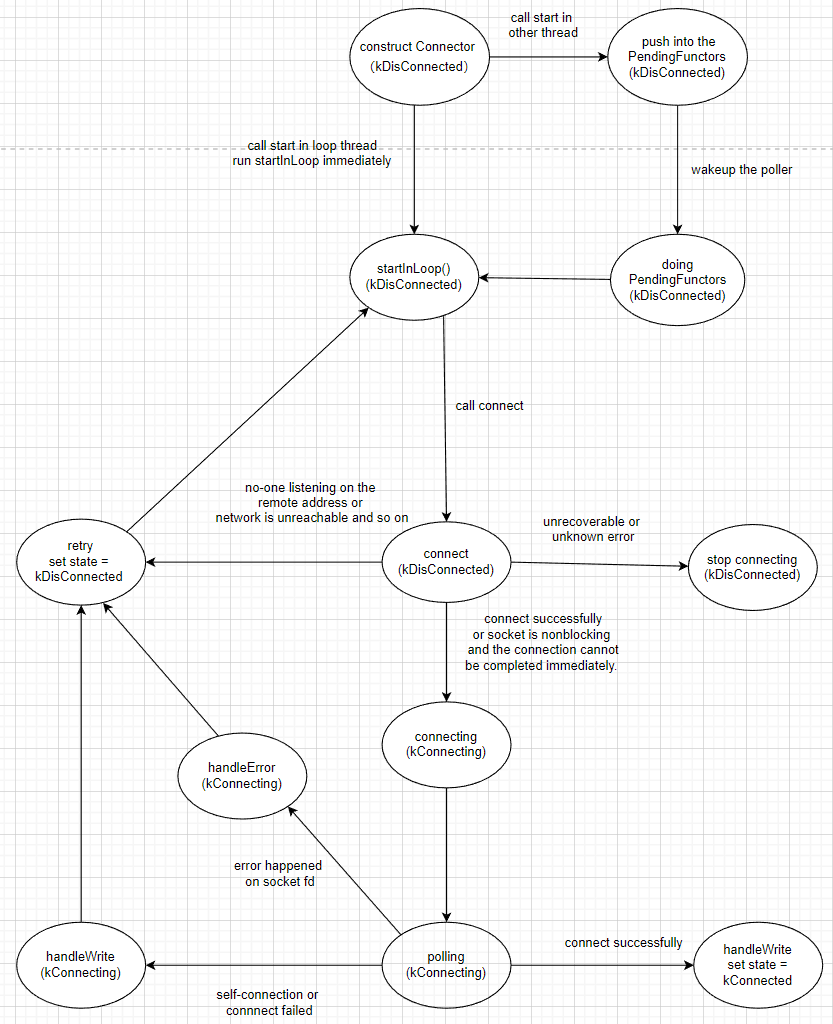 construct Connector
(kDisConnected)
call start in
other thread
push into the
PendingFunctors
(kDisConnected)
call start in loop thread
run startInLoop immediately
wakeup the poller
startInLoop()
(kDisConnected)
doing
PendingFunctors
(kDisConnected)
call connect
no-one listening on the
remote address or
network is unreachable and so on
unrecoverable or
unknown error
retry
set state =
kDisConnected
connect
(kDisConnected)
stop connecting
(kDisConnected)
connect successfully
or socket is nonblocking
and the connection cannot
be completed immediately.
connecting
(kConnecting)
handleError
(kConnecting)
error happened
on socket fd
handleWrite
(kConnecting)
polling
(kConnecting)
connect successfully
handleWrite
set state =
kConnected
self-connection or
connnect failed